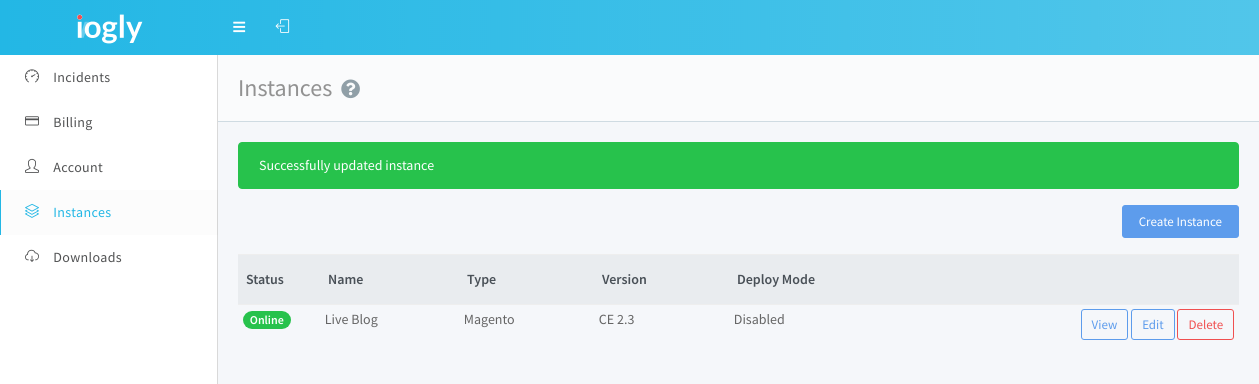 iogly
Incidents
Billing
Account
Instances
Downloads
Instances ?
Successfully updated instance
Create Instance
Status Name Type Version Deploy Mode
Online Live Blog Magento CE 2.3 Disabled View Edit Delete